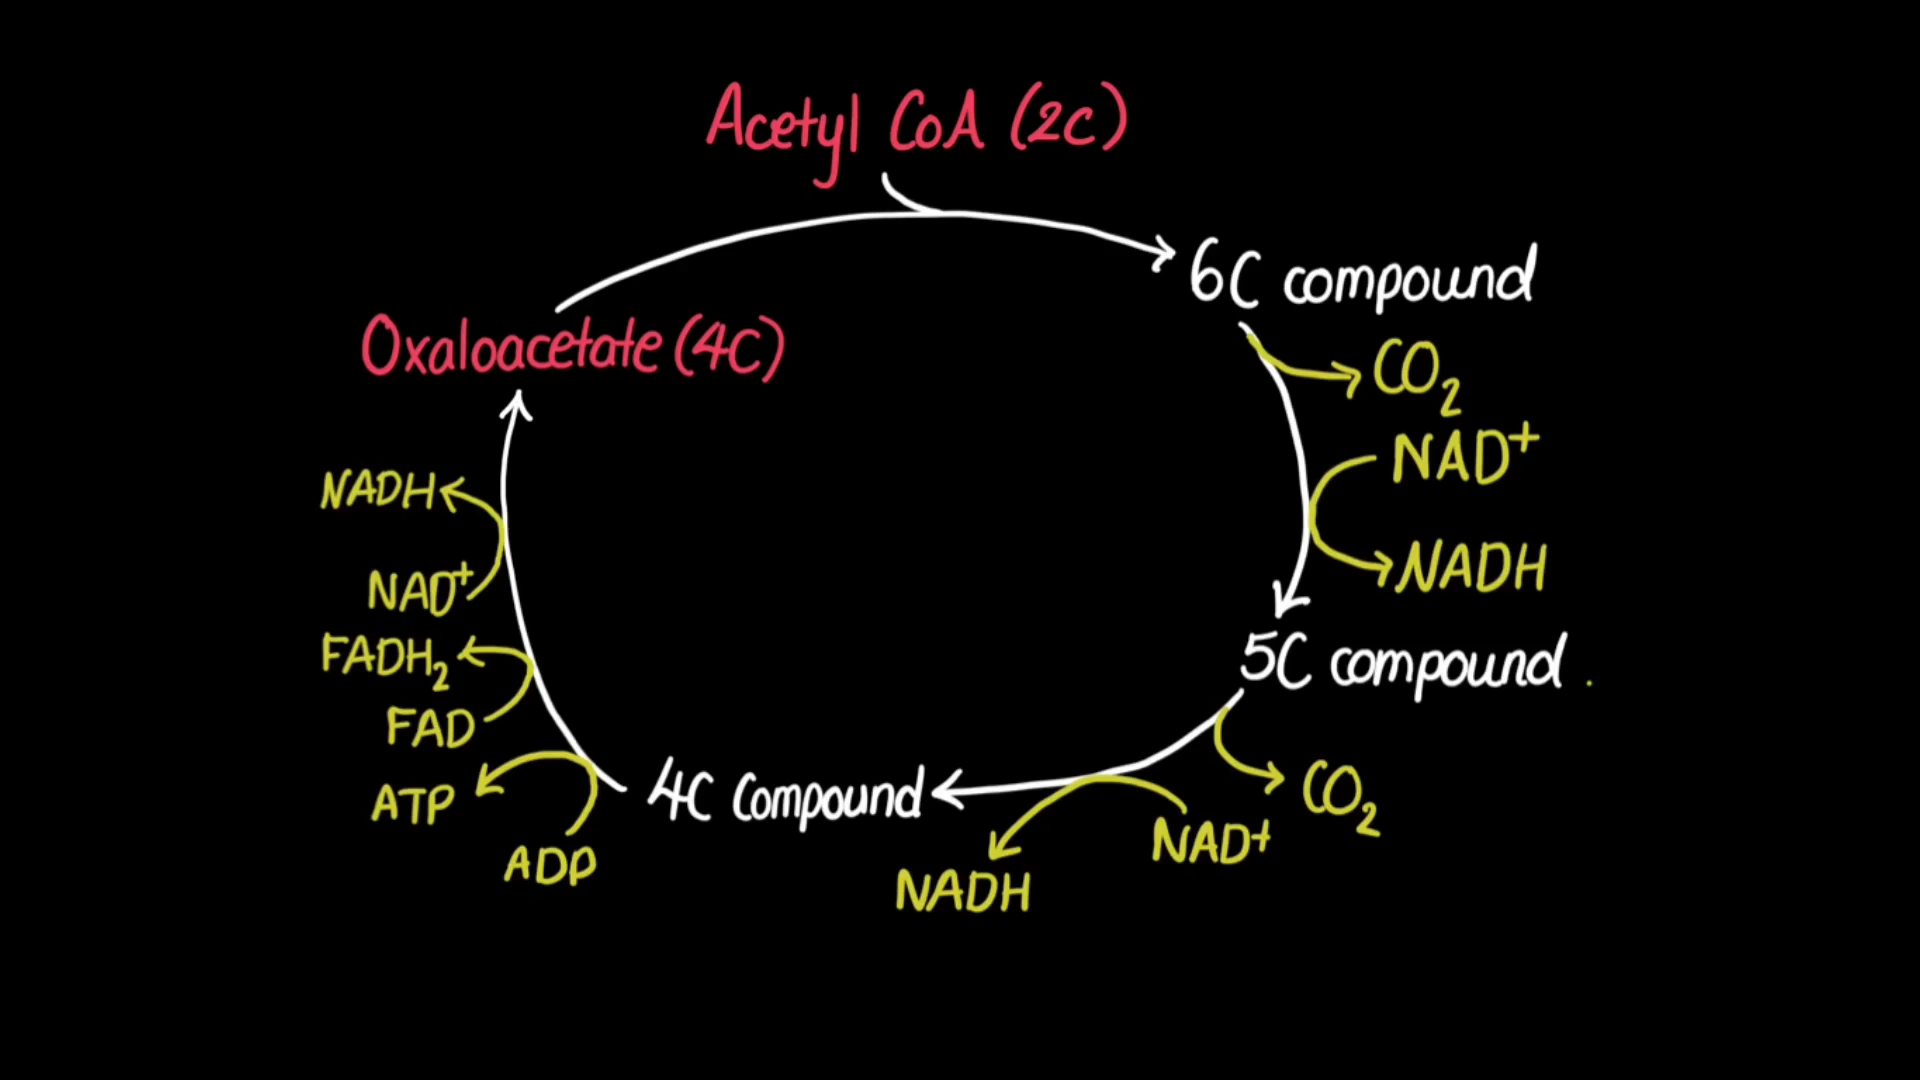 Acetyl CoA (2C)
6C compound
Oxaloacetate (4C)
CO₂
NAD⁺
NADH
NADH
NAD⁺
FADH₂
FAD
5C compound .
ATP
ADP
4C Compound
CO₂
NAD⁺
NADH